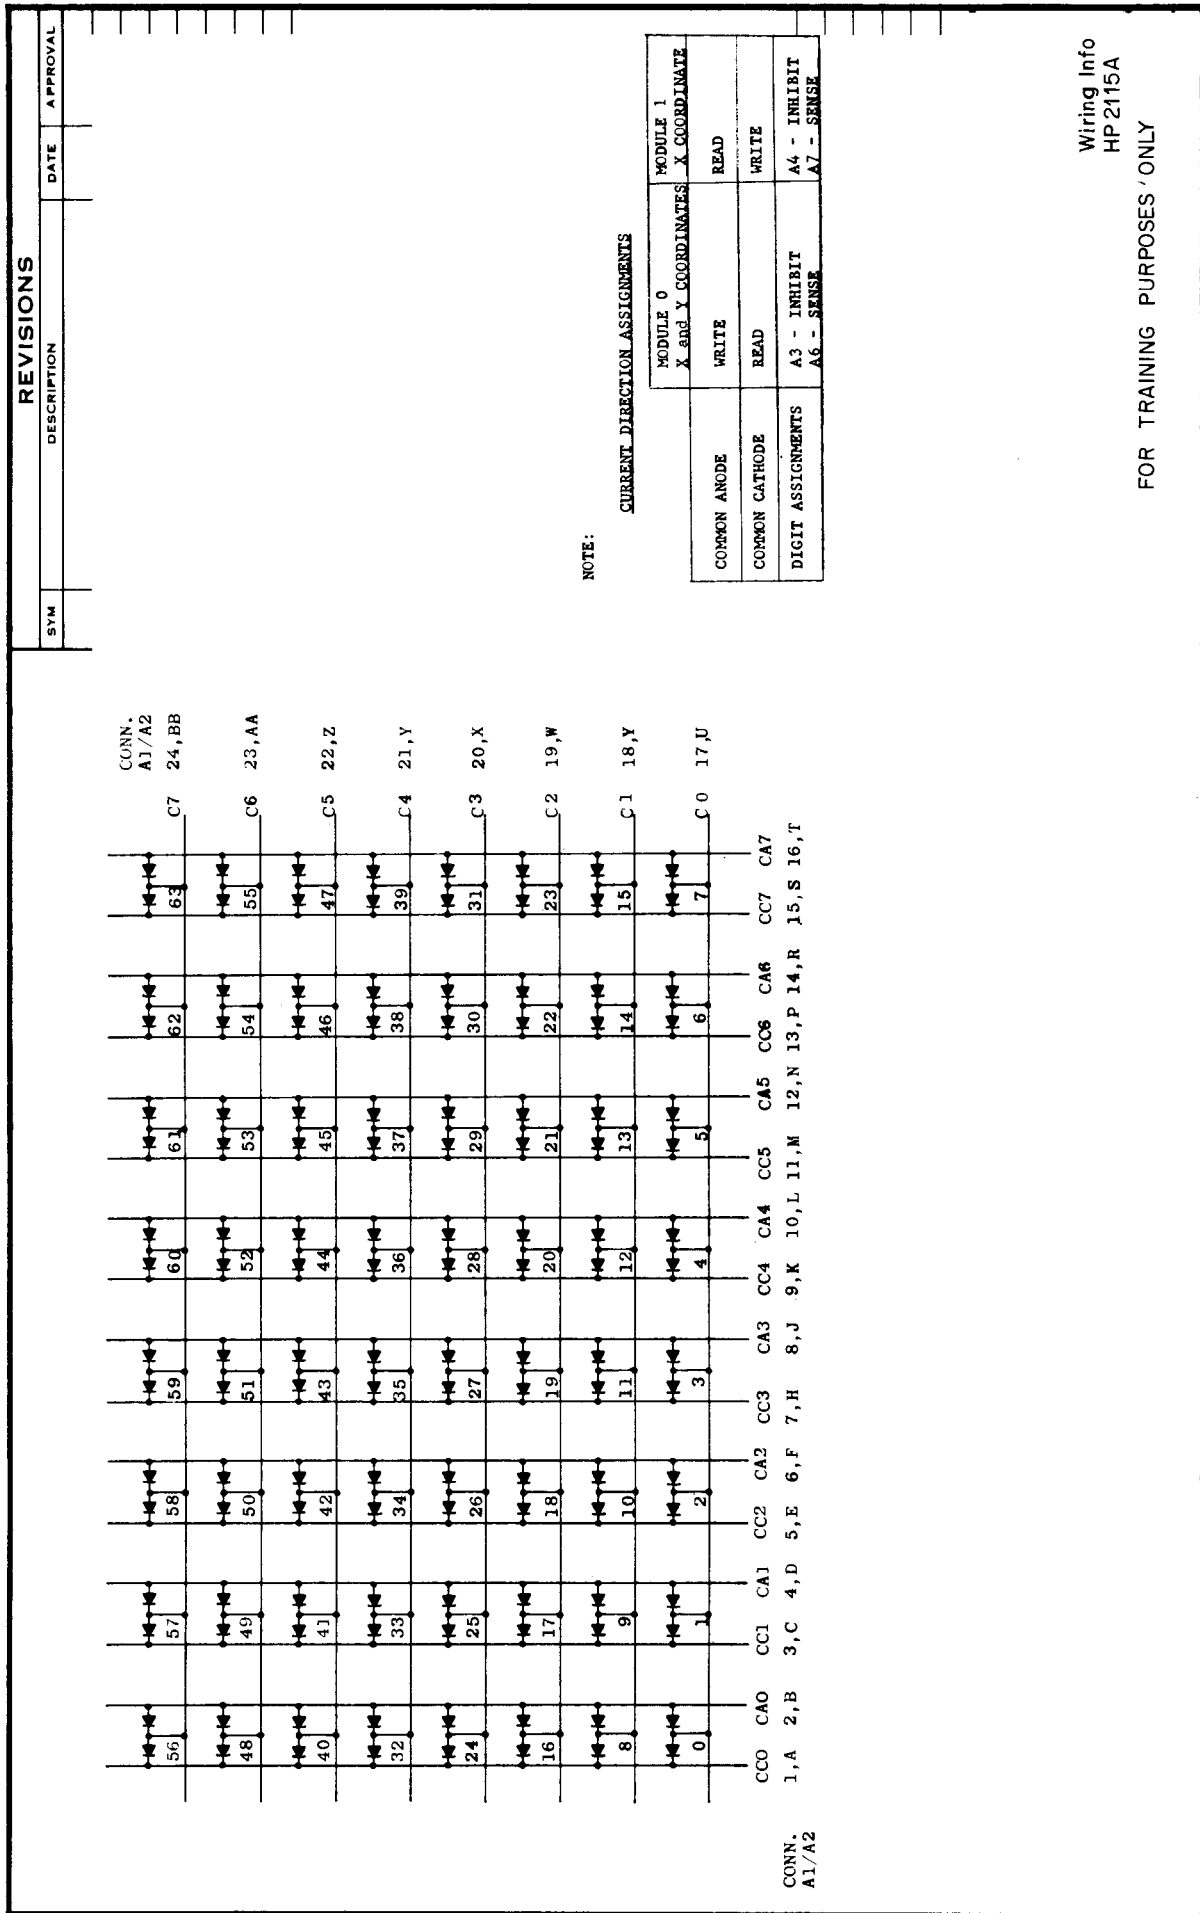 REVISIONS
SYM DESCRIPTION DATE APPROVAL
CONN.
A1/A2
C7 24,BB
C6 23,AA
C5 22,Z
C4 21,Y
C3 20,X
C2 19,W
C1 18,Y
C0 17,U
56 57 58 59 60 61 62 63
48 49 50 51 52 53 54 55
40 41 42 43 44 45 46 47
32 33 34 35 36 37 38 39
24 25 26 27 28 29 30 31
16 17 18 19 20 21 22 23
8 9 10 11 12 13 14 15
0 1 2 3 4 5 6 7
CC0 CA0 CC1 CA1 CC2 CA2 CC3 CA3 CC4 CA4 CC5 CA5 CC6 CA6 CC7 CA7
CONN.
A1/A2
1,A 2,B 3,C 4,D 5,E 6,F 7,H 8,J 9,K 10,L 11,M 12,N 13,P 14,R 15,S 16,T
NOTE:
CURRENT DIRECTION ASSIGNMENTS
MODULE 0 MODULE 1
X and Y COORDINATES X COORDINATE
COMMON ANODE WRITE READ
COMMON CATHODE READ WRITE
DIGIT ASSIGNMENTS A3 - INHIBIT A4 - INHIBIT
A6 - SENSE A7 - SENSE
Wiring Info
HP 2115A
FOR TRAINING PURPOSES ' ONLY